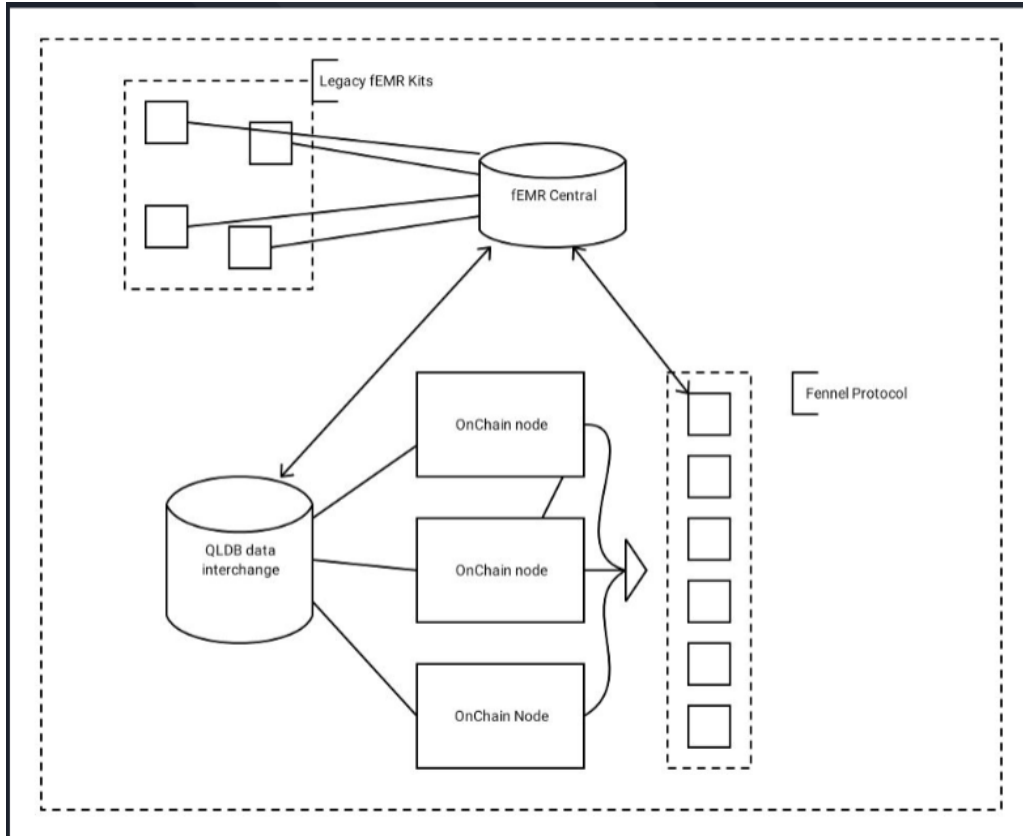 Legacy fEMR Kits
fEMR Central
OnChain node
Fennel Protocol
QLDB data
interchange
OnChain node
OnChain Node